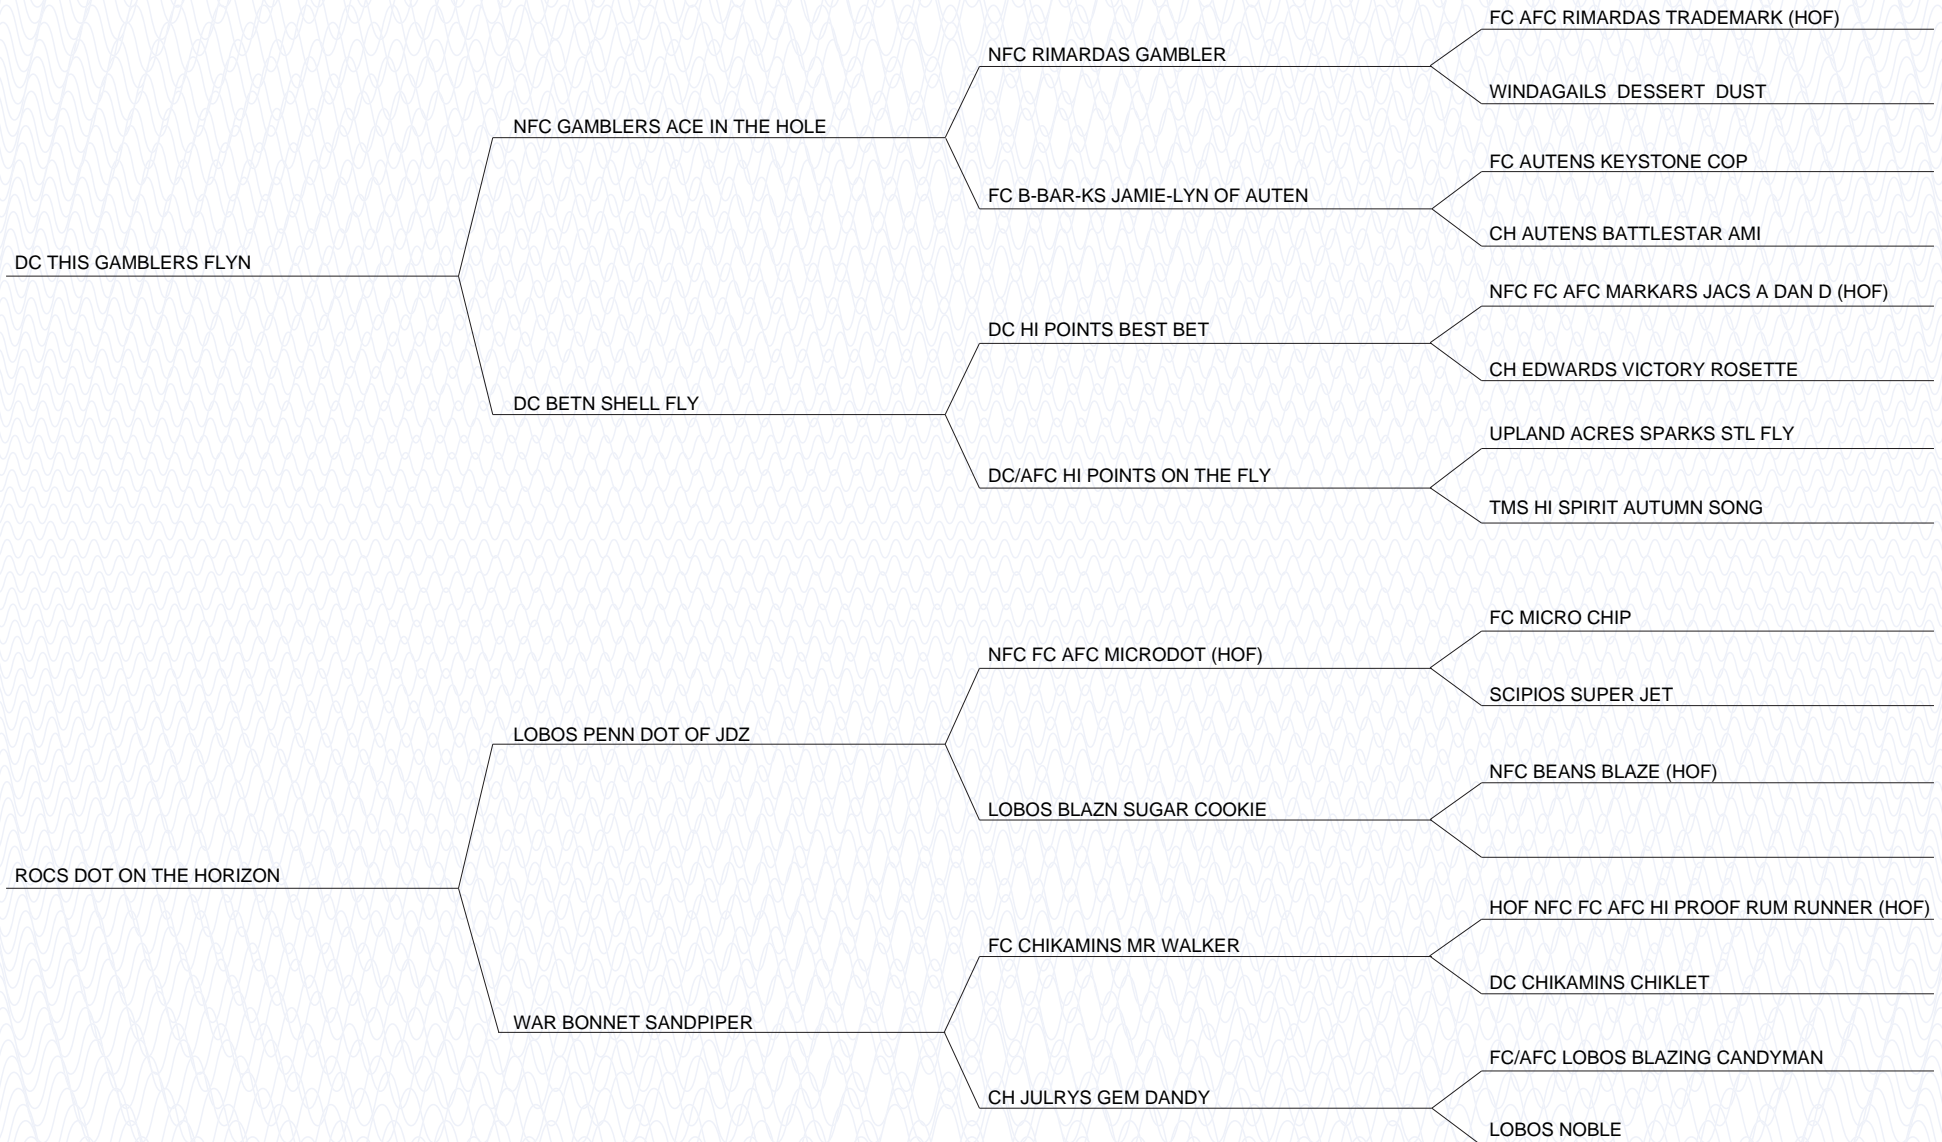 FC AFC RIMARDAS TRADEMARK (HOF)
NFC RIMARDAS GAMBLER
WINDAGAILS  DESSERT  DUST
NFC GAMBLERS ACE IN THE HOLE
FC AUTENS KEYSTONE COP
FC B-BAR-KS JAMIE-LYN OF AUTEN
CH AUTENS BATTLESTAR AMI
DC THIS GAMBLERS FLYN
NFC FC AFC MARKARS JACS A DAN D (HOF)
DC HI POINTS BEST BET
CH EDWARDS VICTORY ROSETTE
DC BETN SHELL FLY
UPLAND ACRES SPARKS STL FLY
DC/AFC HI POINTS ON THE FLY
TMS HI SPIRIT AUTUMN SONG
FC MICRO CHIP
NFC FC AFC MICRODOT (HOF)
SCIPIOS SUPER JET
LOBOS PENN DOT OF JDZ
NFC BEANS BLAZE (HOF)
LOBOS BLAZN SUGAR COOKIE
ROCS DOT ON THE HORIZON
HOF NFC FC AFC HI PROOF RUM RUNNER (HOF)
FC CHIKAMINS MR WALKER
DC CHIKAMINS CHIKLET
WAR BONNET SANDPIPER
FC/AFC LOBOS BLAZING CANDYMAN
CH JULRYS GEM DANDY
LOBOS NOBLE